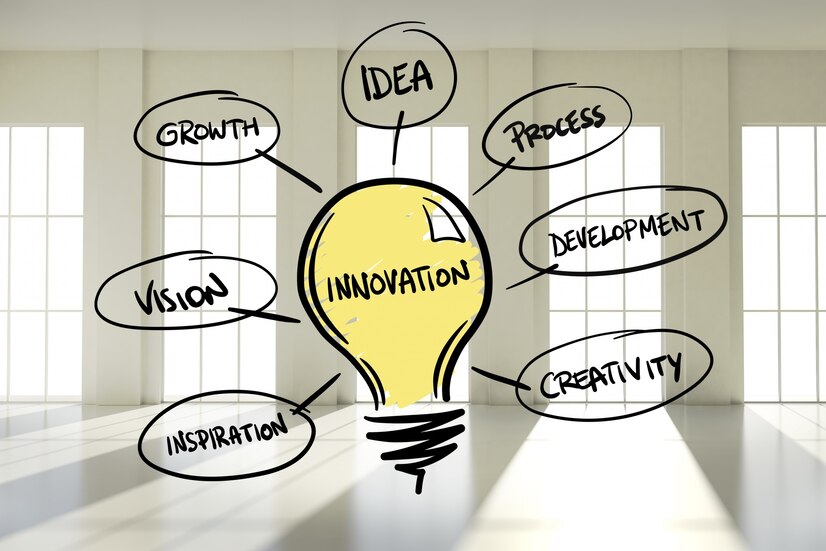 IDEA
GROWTH
PROCESS
DEVELOPMENT
VISION
INNOVATION
CREATIVITY
INSPIRATION